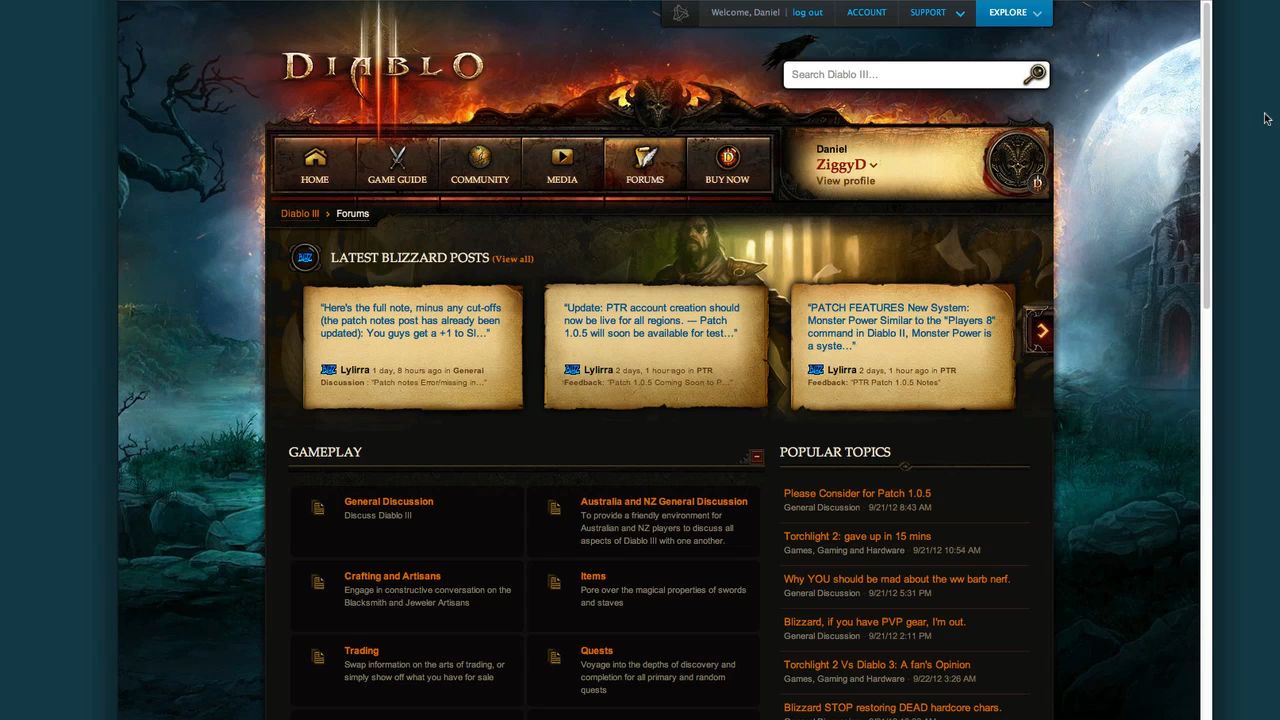 Welcome, Daniel | log out
ACCOUNT
SUPPORT
EXPLORE
DIABLO
Search Diablo III...
HOME
GAME GUIDE
COMMUNITY
MEDIA
FORUMS
BUY NOW
Daniel
ZiggyD
View profile
Diablo III › Forums
LATEST BLIZZARD POSTS (View all)
"Here's the full note, minus any cut-offs
(the patch notes post has already been
updated): You guys get a +1 to Sl..."
Lylirra 1 day, 8 hours ago in General
Discussion : "Patch notes Error/missing in..."
"Update: PTR account creation should
now be live for all regions. — Patch
1.0.5 will soon be available for test..."
Lylirra 2 days, 1 hour ago in PTR
Feedback: "Patch 1.0.5 Coming Soon to P..."
"PATCH FEATURES New System:
Monster Power Similar to the "Players 8"
command in Diablo II, Monster Power is
a syste..."
Lylirra 2 days, 1 hour ago in PTR
Feedback: "PTR Patch 1.0.5 Notes"
GAMEPLAY
General Discussion
Discuss Diablo III
Australia and NZ General Discussion
To provide a friendly environment for
Australian and NZ players to discuss all
aspects of Diablo III with one another.
Crafting and Artisans
Engage in constructive conversation on the
Blacksmith and Jeweler Artisans
Items
Pore over the magical properties of swords
and staves
Trading
Swap information on the arts of trading, or
simply show off what you have for sale
Quests
Voyage into the depths of discovery and
completion for all primary and random
quests
POPULAR TOPICS
Please Consider for Patch 1.0.5
General Discussion · 9/21/12 8:43 AM
Torchlight 2: gave up in 15 mins
Games, Gaming and Hardware · 9/21/12 10:54 AM
Why YOU should be mad about the ww barb nerf.
General Discussion · 9/21/12 5:31 PM
Blizzard, if you have PVP gear, I'm out.
General Discussion · 9/21/12 2:11 PM
Torchlight 2 Vs Diablo 3: A fan's Opinion
Games, Gaming and Hardware · 9/22/12 3:26 AM
Blizzard STOP restoring DEAD hardcore chars.